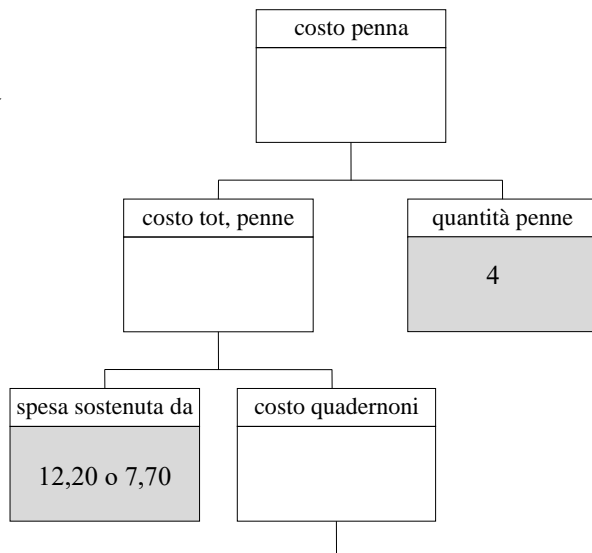 costo penna
costo tot, penne
quantità penne
4
spesa sostenuta da
costo quadernoni
12,20 o 7,70